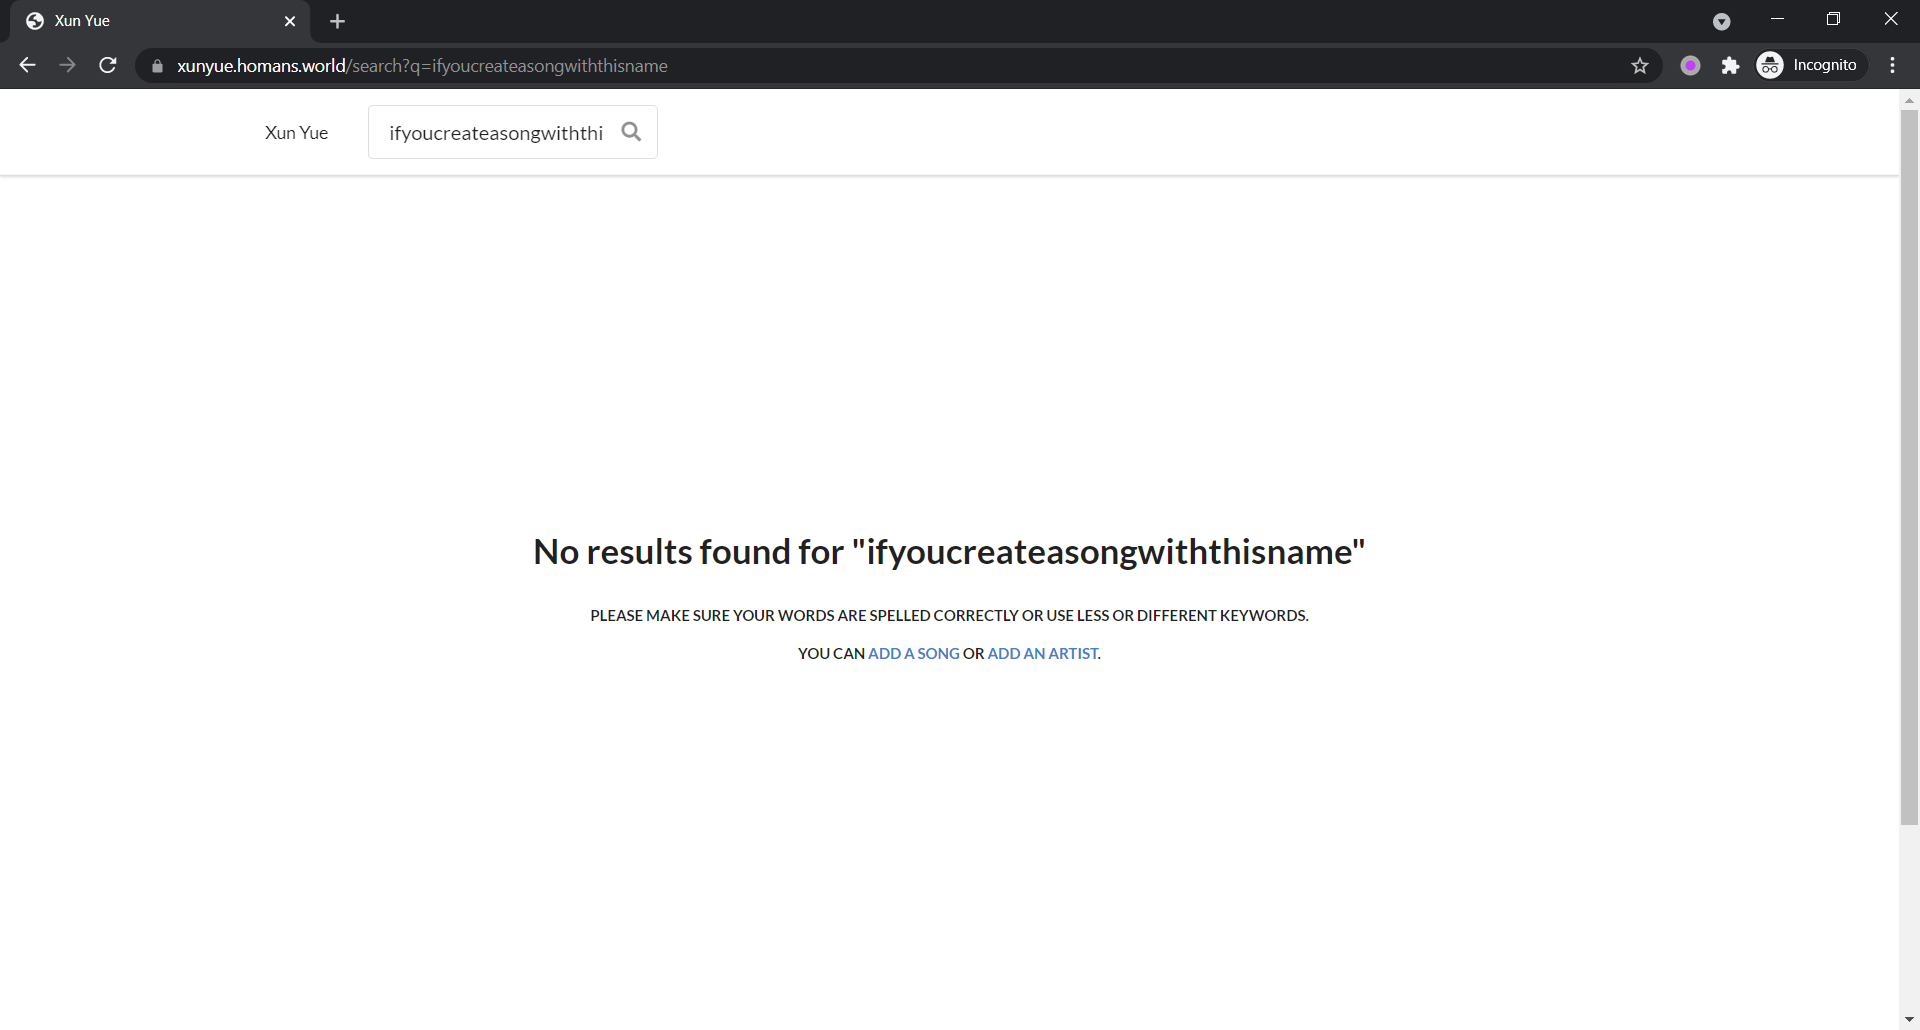 Xun Yue
xunyue.homans.world/search?q=ifyoucreateasongwiththisname
Incognito
Xun Yue
ifyoucreateasongwiththi
No results found for "ifyoucreateasongwiththisname"
PLEASE MAKE SURE YOUR WORDS ARE SPELLED CORRECTLY OR USE LESS OR DIFFERENT KEYWORDS.
YOU CAN ADD A SONG OR ADD AN ARTIST.